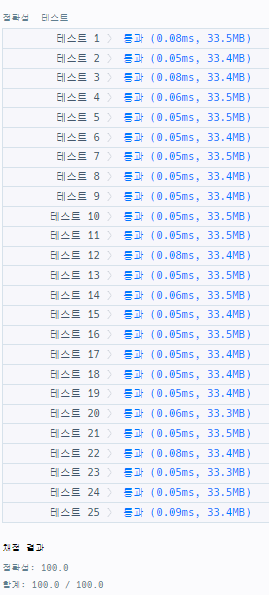 정확성 테스트
테스트 1 〉 통과 (0.08ms, 33.5MB)
테스트 2 〉 통과 (0.05ms, 33.5MB)
테스트 3 〉 통과 (0.08ms, 33.4MB)
테스트 4 〉 통과 (0.06ms, 33.5MB)
테스트 5 〉 통과 (0.05ms, 33.5MB)
테스트 6 〉 통과 (0.05ms, 33.4MB)
테스트 7 〉 통과 (0.05ms, 33.4MB)
테스트 8 〉 통과 (0.05ms, 33.4MB)
테스트 9 〉 통과 (0.05ms, 33.4MB)
테스트 10 〉 통과 (0.05ms, 33.5MB)
테스트 11 〉 통과 (0.05ms, 33.5MB)
테스트 12 〉 통과 (0.08ms, 33.4MB)
테스트 13 〉 통과 (0.05ms, 33.5MB)
테스트 14 〉 통과 (0.06ms, 33.5MB)
테스트 15 〉 통과 (0.05ms, 33.4MB)
테스트 16 〉 통과 (0.05ms, 33.5MB)
테스트 17 〉 통과 (0.05ms, 33.4MB)
테스트 18 〉 통과 (0.05ms, 33.4MB)
테스트 19 〉 통과 (0.05ms, 33.4MB)
테스트 20 〉 통과 (0.06ms, 33.3MB)
테스트 21 〉 통과 (0.05ms, 33.5MB)
테스트 22 〉 통과 (0.08ms, 33.4MB)
테스트 23 〉 통과 (0.05ms, 33.3MB)
테스트 24 〉 통과 (0.05ms, 33.5MB)
테스트 25 〉 통과 (0.09ms, 33.4MB)
채점 결과
정확성: 100.0
합계: 100.0 / 100.0